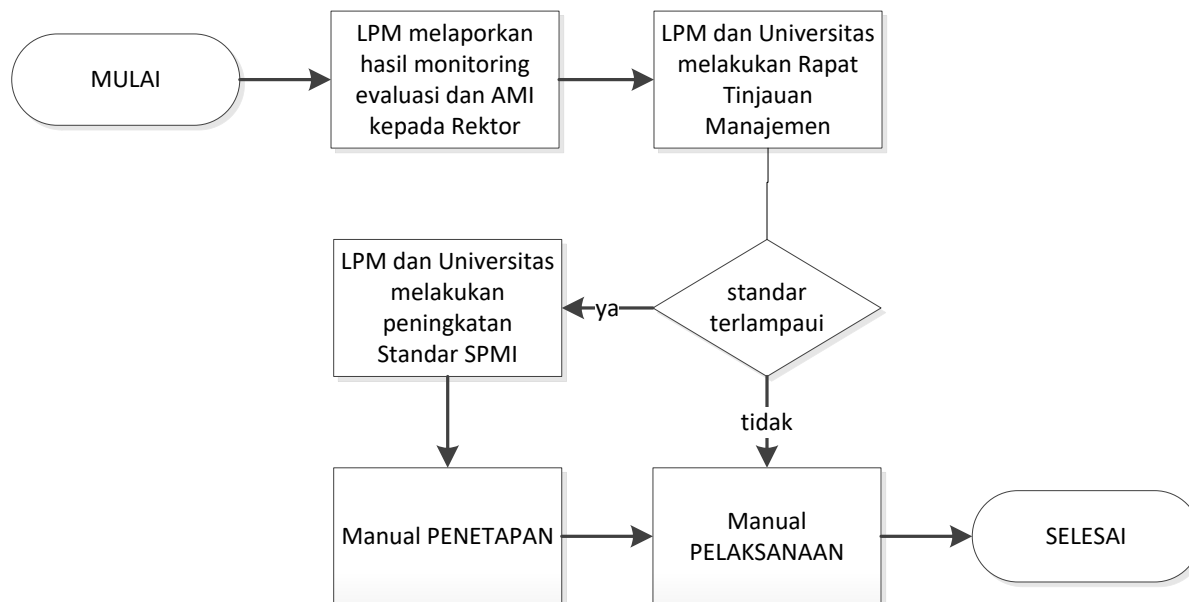 MULAI
LPM melaporkan
hasil monitoring
evaluasi dan AMI
kepada Rektor
LPM dan Universitas
melakukan Rapat
Tinjauan
Manajemen
LPM dan Universitas
melakukan
peningkatan
Standar SPMI
ya
standar
terlampaui
tidak
Manual PENETAPAN
Manual
PELAKSANAAN
SELESAI